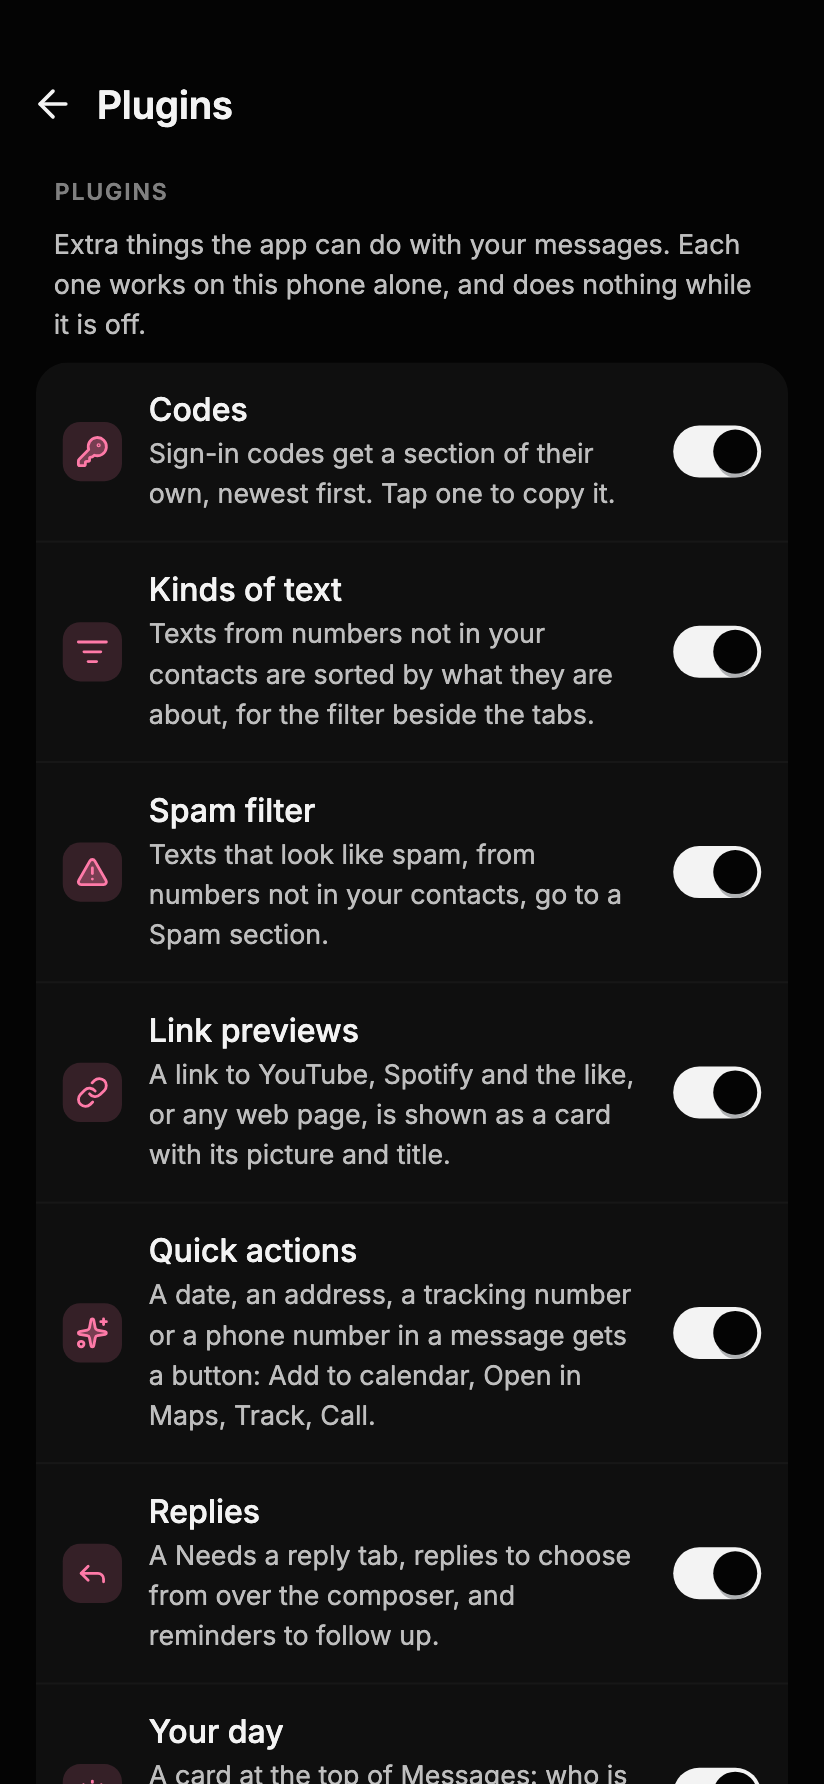 Plugins
PLUGINS
Extra things the app can do with your messages. Each
one works on this phone alone, and does nothing while
it is off.
Codes
Sign-in codes get a section of their
own, newest first. Tap one to copy it.
Kinds of text
Texts from numbers not in your
contacts are sorted by what they are
about, for the filter beside the tabs.
Spam filter
Texts that look like spam, from
numbers not in your contacts, go to a
Spam section.
Link previews
A link to YouTube, Spotify and the like,
or any web page, is shown as a card
with its picture and title.
Quick actions
A date, an address, a tracking number
or a phone number in a message gets
a button: Add to calendar, Open in
Maps, Track, Call.
Replies
A Needs a reply tab, replies to choose
from over the composer, and
reminders to follow up.
Your day
A card at the top of Messages: who is